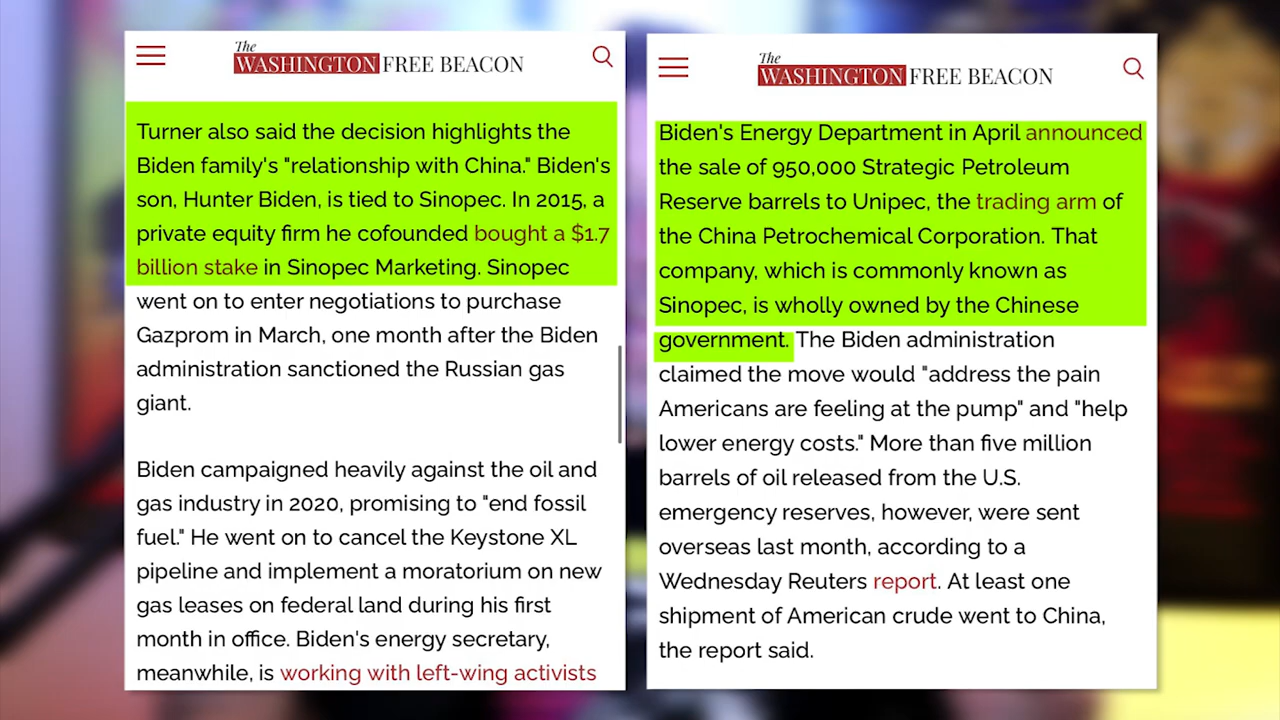 The
WASHINGTON FREE BEACON
Turner also said the decision highlights the
Biden family's "relationship with China." Biden's
son, Hunter Biden, is tied to Sinopec. In 2015, a
private equity firm he cofounded bought a $1.7
billion stake in Sinopec Marketing. Sinopec
went on to enter negotiations to purchase
Gazprom in March, one month after the Biden
administration sanctioned the Russian gas
giant.
Biden campaigned heavily against the oil and
gas industry in 2020, promising to "end fossil
fuel." He went on to cancel the Keystone XL
pipeline and implement a moratorium on new
gas leases on federal land during his first
month in office. Biden's energy secretary,
meanwhile, is working with left-wing activists
The
WASHINGTON FREE BEACON
Biden's Energy Department in April announced
the sale of 950,000 Strategic Petroleum
Reserve barrels to Unipec, the trading arm of
the China Petrochemical Corporation. That
company, which is commonly known as
Sinopec, is wholly owned by the Chinese
government. The Biden administration
claimed the move would "address the pain
Americans are feeling at the pump" and "help
lower energy costs." More than five million
barrels of oil released from the U.S.
emergency reserves, however, were sent
overseas last month, according to a
Wednesday Reuters report. At least one
shipment of American crude went to China,
the report said.